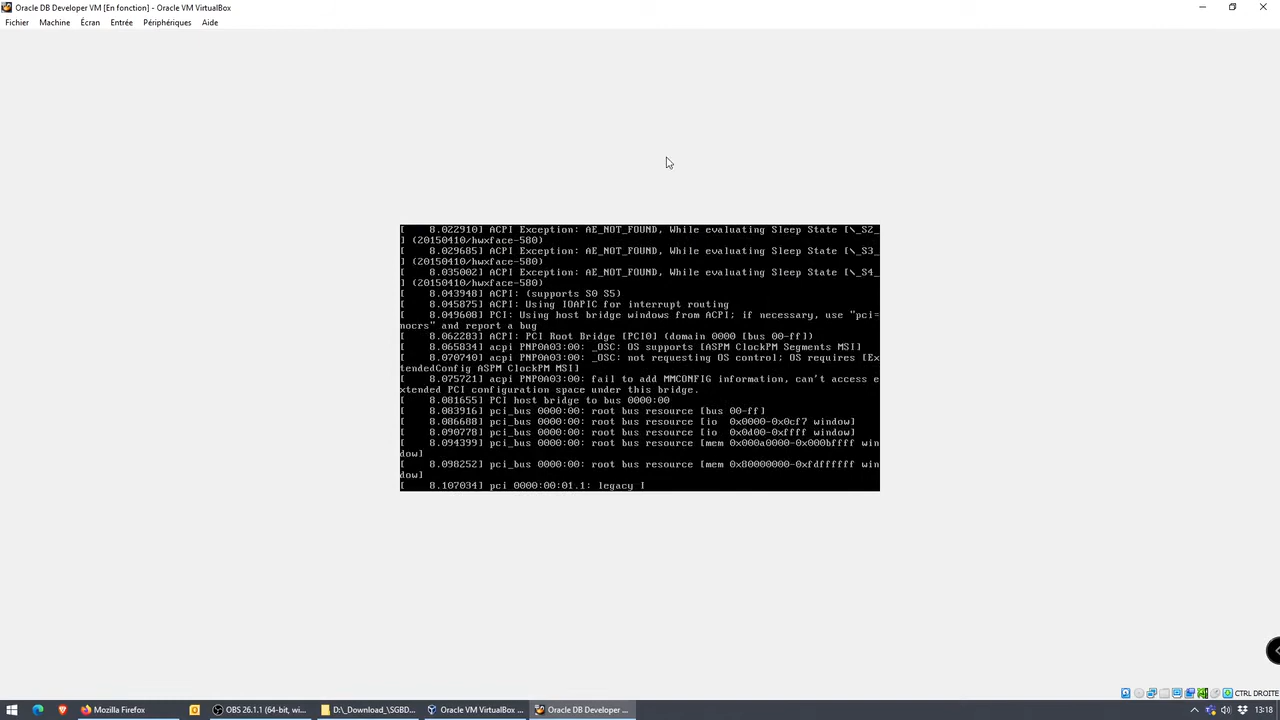 Oracle DB Developer VM [En fonction] - Oracle VM VirtualBox
Fichier Machine Écran Entrée Périphériques Aide
[    8.022910] ACPI Exception: AE_NOT_FOUND, While evaluating Sleep State [\_S2_
] (20150410/hwxface-580)
[    8.029685] ACPI Exception: AE_NOT_FOUND, While evaluating Sleep State [\_S3_
] (20150410/hwxface-580)
[    8.035002] ACPI Exception: AE_NOT_FOUND, While evaluating Sleep State [\_S4_
] (20150410/hwxface-580)
[    8.043948] ACPI: (supports S0 S5)
[    8.045875] ACPI: Using IOAPIC for interrupt routing
[    8.049608] PCI: Using host bridge windows from ACPI; if necessary, use "pci=
nocrs" and report a bug
[    8.062283] ACPI: PCI Root Bridge [PCI0] (domain 0000 [bus 00-ff])
[    8.065834] acpi PNP0A03:00: _OSC: OS supports [ASPM ClockPM Segments MSI]
[    8.070740] acpi PNP0A03:00: _OSC: not requesting OS control; OS requires [Ex
tendedConfig ASPM ClockPM MSI]
[    8.075721] acpi PNP0A03:00: fail to add MMCONFIG information, can't access e
xtended PCI configuration space under this bridge.
[    8.081655] PCI host bridge to bus 0000:00
[    8.083916] pci_bus 0000:00: root bus resource [bus 00-ff]
[    8.086688] pci_bus 0000:00: root bus resource [io  0x0000-0x0cf7 window]
[    8.090778] pci_bus 0000:00: root bus resource [io  0x0d00-0xffff window]
[    8.094399] pci_bus 0000:00: root bus resource [mem 0x000a0000-0x000bffff win
dow]
[    8.098252] pci_bus 0000:00: root bus resource [mem 0x80000000-0xfdffffff win
dow]
[    8.107034] pci 0000:00:01.1: legacy I
CTRL DROITE
Mozilla Firefox OBS 26.1.1 (64-bit, wi... D:\_Download_\SGBD... Oracle VM VirtualBox ... Oracle DB Developer ... 13:18